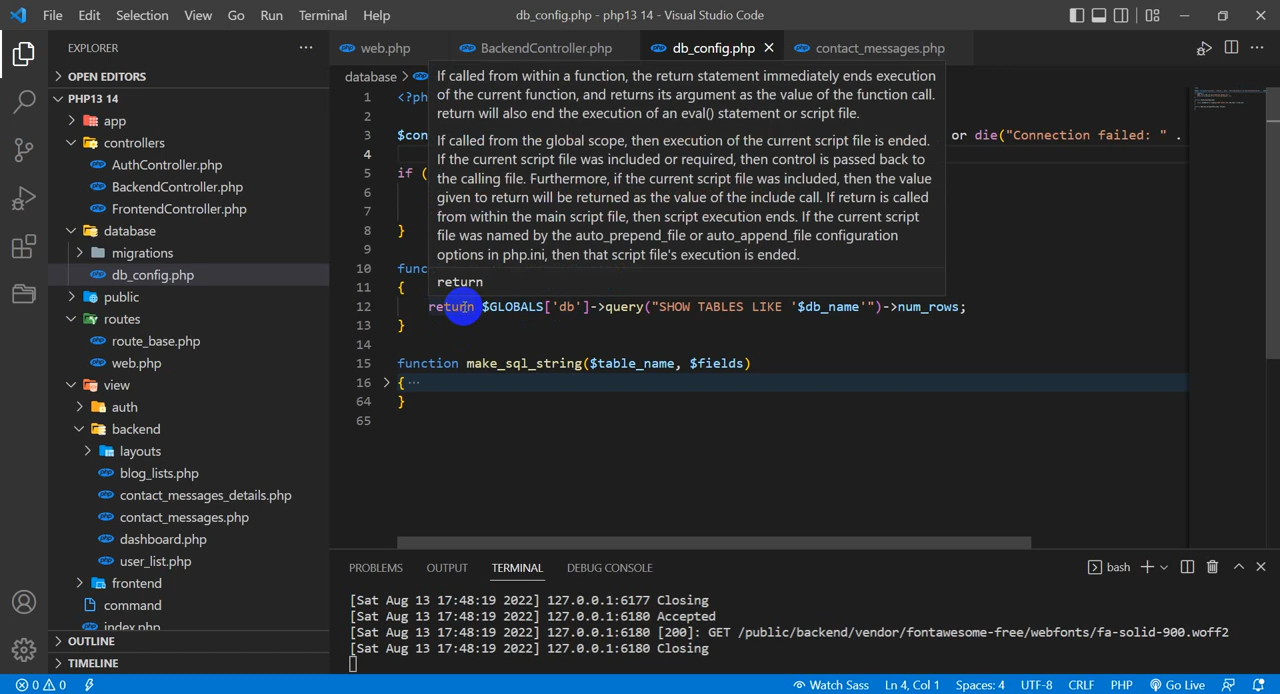 File Edit Selection View Go Run Terminal Help
db_config.php - php13 14 - Visual Studio Code
EXPLORER
OPEN EDITORS
PHP13 14
app
controllers
AuthController.php
BackendController.php
FrontendController.php
database
migrations
db_config.php
public
routes
route_base.php
web.php
view
auth
backend
layouts
blog_lists.php
contact_messages_details.php
contact_messages.php
dashboard.php
user_list.php
frontend
command
index.php
OUTLINE
TIMELINE
web.php
BackendController.php
db_config.php
contact_messages.php
database
If called from within a function, the return statement immediately ends execution
of the current function, and returns its argument as the value of the function call.
return will also end the execution of an eval() statement or script file.
If called from the global scope, then execution of the current script file is ended.
If the current script file was included or required, then control is passed back to
the calling file. Furthermore, if the current script file was included, then the value
given to return will be returned as the value of the include call. If return is called
from within the main script file, then script execution ends. If the current script
file was named by the auto_prepend_file or auto_append_file configuration
options in php.ini, then that script file's execution is ended.
return
1 <?ph
2
3 $con or die("Connection failed: " .
4
5 if (
6
7
8 }
9
10 func
11 {
12 return $GLOBALS['db']->query("SHOW TABLES LIKE '$db_name'")->num_rows;
13 }
14
15 function make_sql_string($table_name, $fields)
16 { ···
64 }
65
PROBLEMS OUTPUT TERMINAL DEBUG CONSOLE
bash
[Sat Aug 13 17:48:19 2022] 127.0.0.1:6177 Closing
[Sat Aug 13 17:48:19 2022] 127.0.0.1:6180 Accepted
[Sat Aug 13 17:48:19 2022] 127.0.0.1:6180 [200]: GET /public/backend/vendor/fontawesome-free/webfonts/fa-solid-900.woff2
[Sat Aug 13 17:48:19 2022] 127.0.0.1:6180 Closing
0 0
Watch Sass Ln 4, Col 1 Spaces: 4 UTF-8 CRLF PHP Go Live